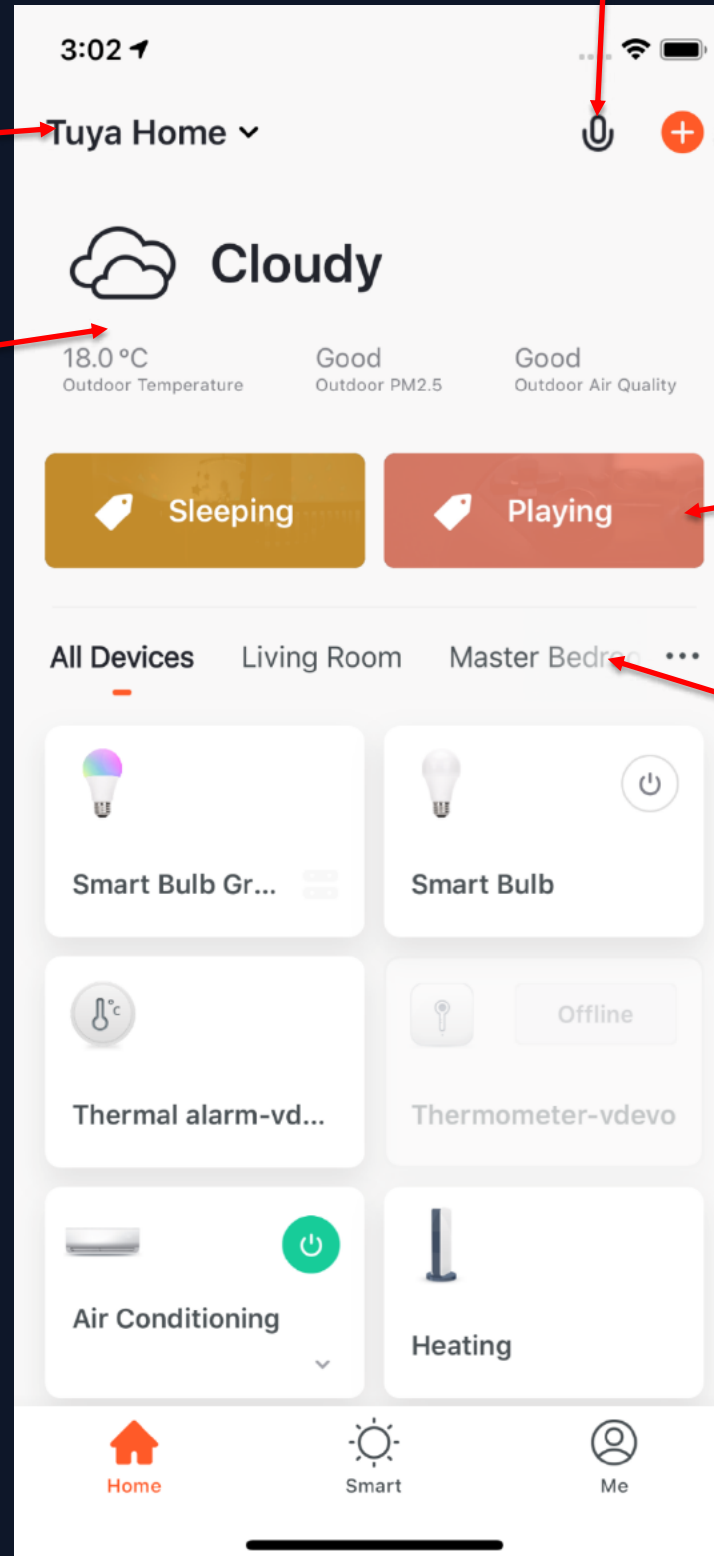 3:02
Tuya Home
Cloudy
18.0 °C Good Good
Outdoor Temperature Outdoor PM2.5 Outdoor Air Quality
Sleeping Playing
All Devices Living Room Master Bedro
Smart Bulb Gr... Smart Bulb
°C Offline
Thermal alarm-vd... Thermometer-vdevo
Air Conditioning
Heating
Home Smart Me